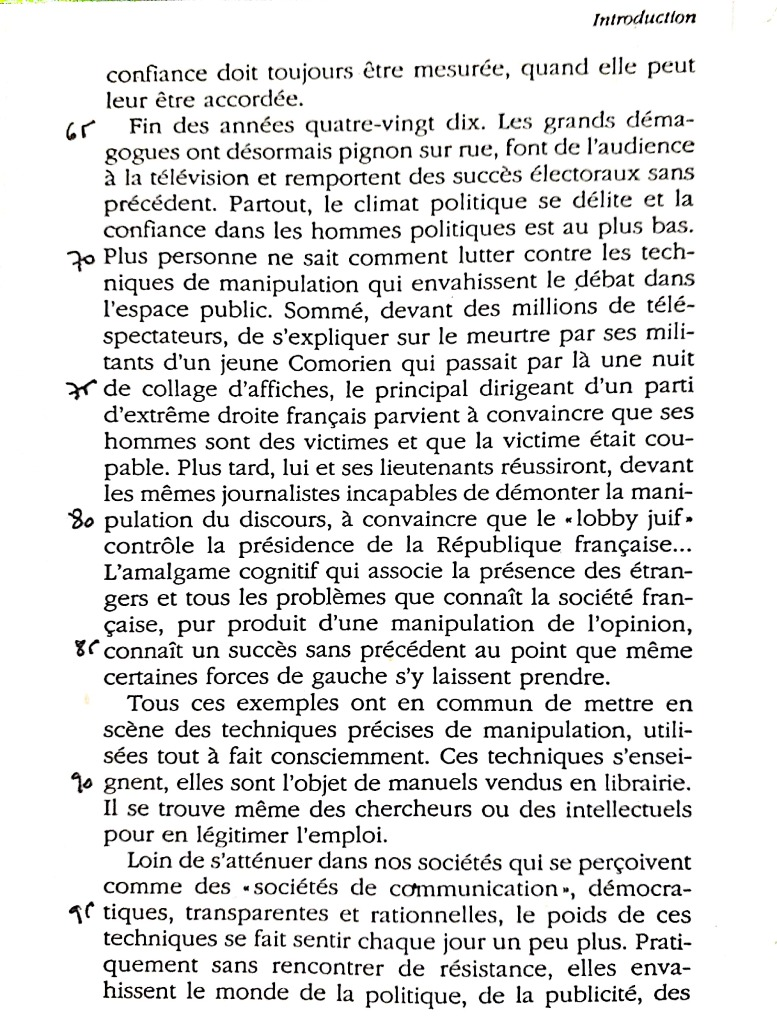 Introduction
confiance doit toujours être mesurée, quand elle peut
leur être accordée.
65 Fin des années quatre-vingt dix. Les grands déma-
gogues ont désormais pignon sur rue, font de l'audience
à la télévision et remportent des succès électoraux sans
précédent. Partout, le climat politique se délite et la
confiance dans les hommes politiques est au plus bas.
70 Plus personne ne sait comment lutter contre les tech-
niques de manipulation qui envahissent le débat dans
l'espace public. Sommé, devant des millions de télé-
spectateurs, de s'expliquer sur le meurtre par ses mili-
tants d'un jeune Comorien qui passait par là une nuit
75 de collage d'affiches, le principal dirigeant d'un parti
d'extrême droite français parvient à convaincre que ses
hommes sont des victimes et que la victime était cou-
pable. Plus tard, lui et ses lieutenants réussiront, devant
les mêmes journalistes incapables de démonter la mani-
80 pulation du discours, à convaincre que le «lobby juif»
contrôle la présidence de la République française...
L'amalgame cognitif qui associe la présence des étran-
gers et tous les problèmes que connaît la société fran-
çaise, pur produit d'une manipulation de l'opinion,
85 connaît un succès sans précédent au point que même
certaines forces de gauche s'y laissent prendre.
Tous ces exemples ont en commun de mettre en
scène des techniques précises de manipulation, utili-
sées tout à fait consciemment. Ces techniques s'ensei-
90 gnent, elles sont l'objet de manuels vendus en librairie.
Il se trouve même des chercheurs ou des intellectuels
pour en légitimer l'emploi.
Loin de s'atténuer dans nos sociétés qui se perçoivent
comme des «sociétés de communication», démocra-
95 tiques, transparentes et rationnelles, le poids de ces
techniques se fait sentir chaque jour un peu plus. Prati-
quement sans rencontrer de résistance, elles enva-
hissent le monde de la politique, de la publicité, des